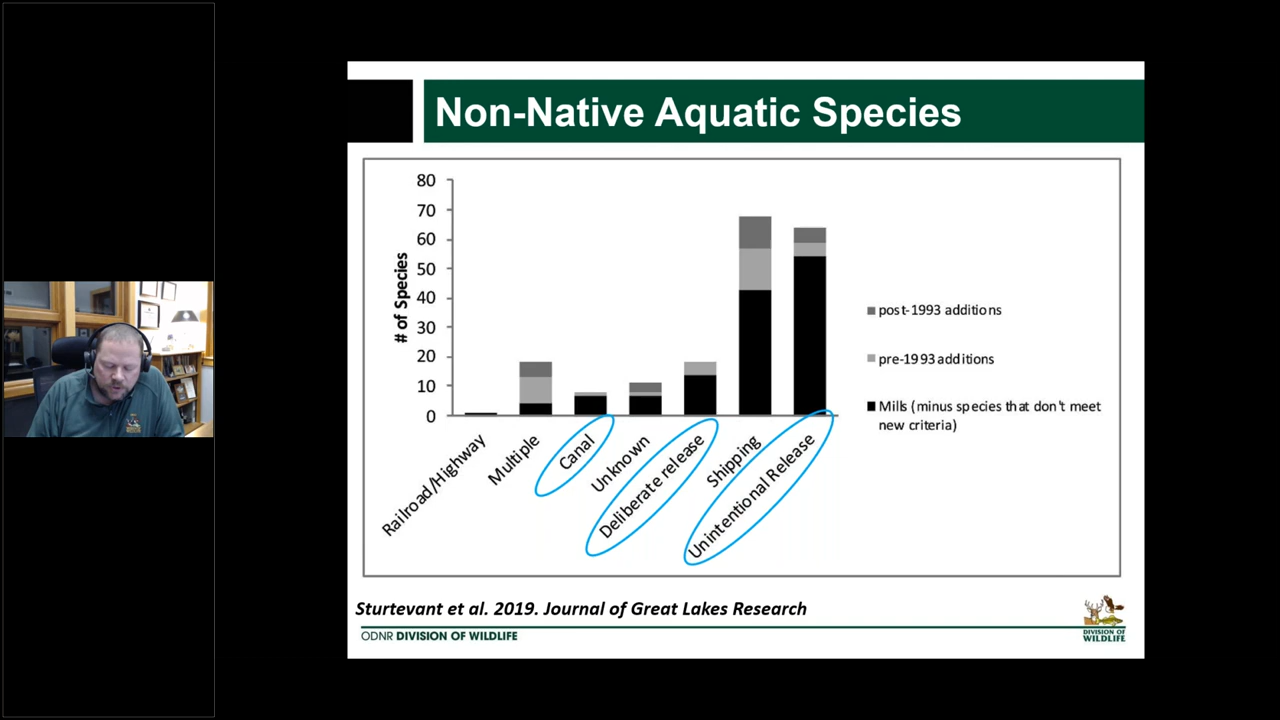 Non-Native Aquatic Species
80
70
60
50
40
30
20
10
0
# of Species
Railroad/Highway
Multiple
Canal
Unknown
Deliberate release
Shipping
Unintentional Release
post-1993 additions
pre-1993 additions
Mills (minus species that don't meet
new criteria)
Sturtevant et al. 2019. Journal of Great Lakes Research
ODNR DIVISION OF WILDLIFE
DIVISION OF
WILDLIFE